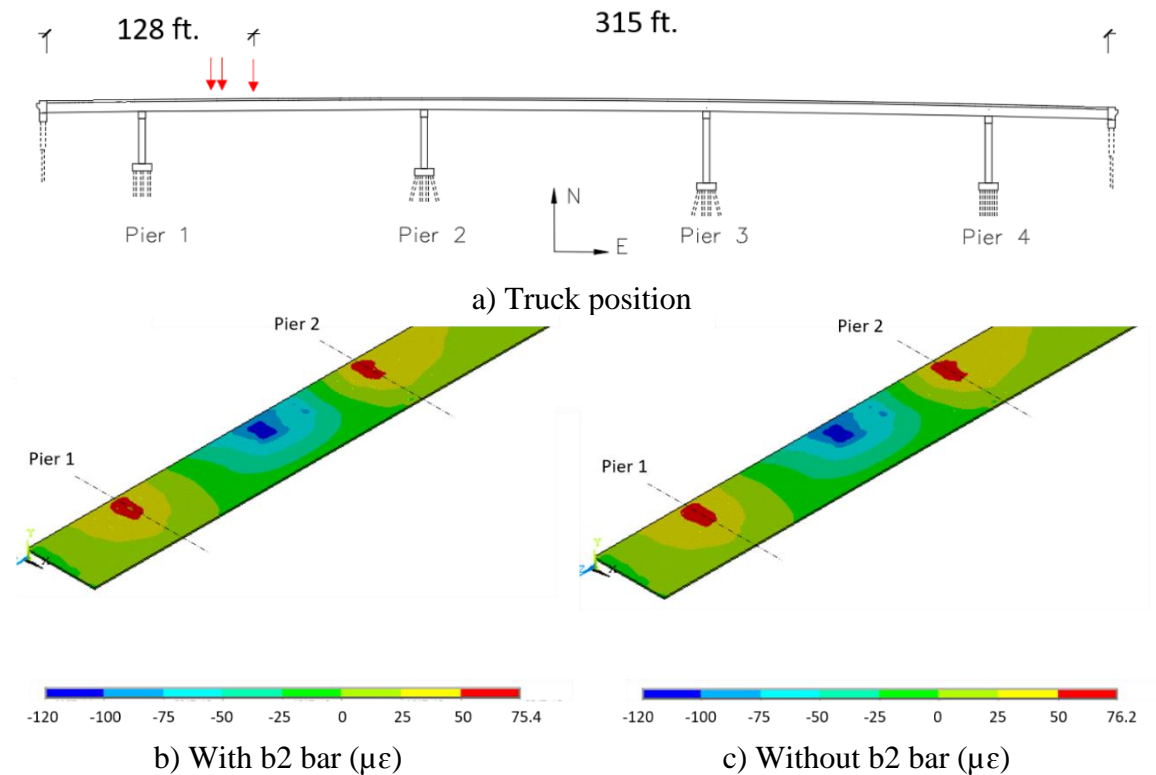 128 ft.
315 ft.
N
E
Pier 1
Pier 2
Pier 3
Pier 4
a) Truck position
Pier 2
Pier 1
Y
X
Pier 2
Pier 1
Y
Z
X
-120 -100 -75 -50 -25 0 25 50 75.4
-120 -100 -75 -50 -25 0 25 50 76.2
b) With b2 bar (µε)
c) Without b2 bar (µε)